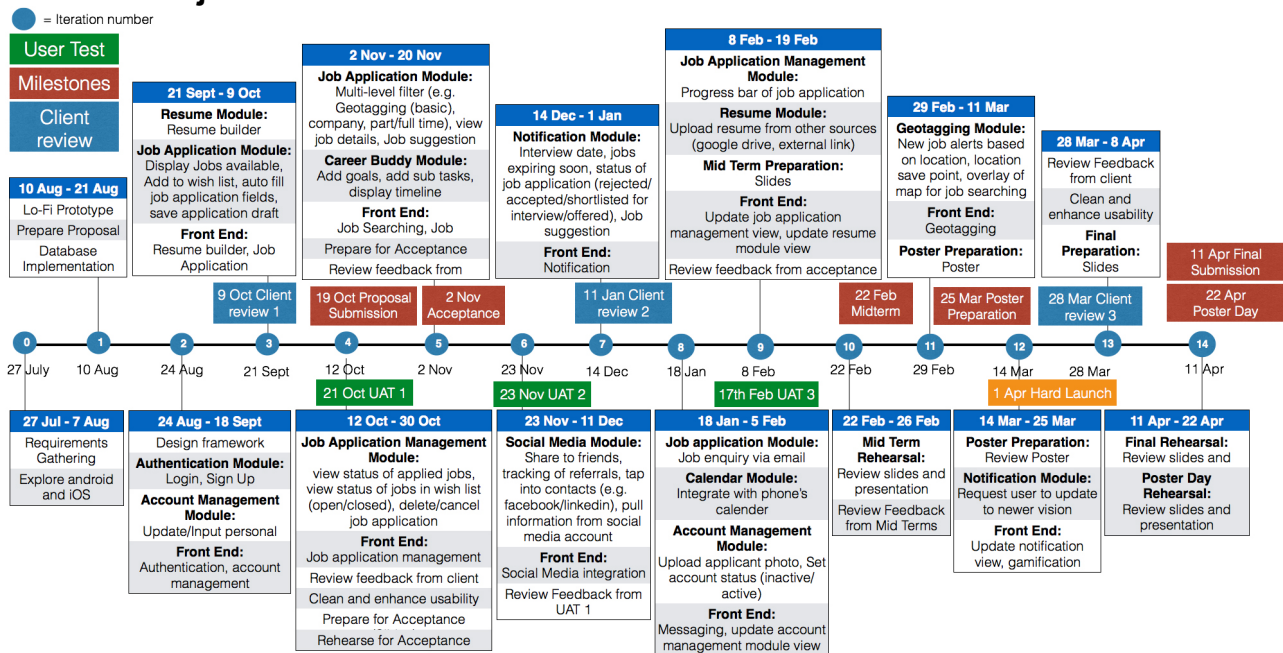 = Iteration number
User Test
Milestones
Client
review
10 Aug - 21 Aug
Lo-Fi Prototype
Prepare Proposal
Database
Implementation
21 Sept - 9 Oct
Resume Module:
Resume builder
Job Application Module:
Display Jobs available,
Add to wish list, auto fill
job application fields,
save application draft
Front End:
Resume builder, Job
Application
2 Nov - 20 Nov
Job Application Module:
Multi-level filter (e.g.
Geotagging (basic),
company, part/full time), view
job details, Job suggestion
Career Buddy Module:
Add goals, add sub tasks,
display timeline
Front End:
Job Searching, Job
Prepare for Acceptance
Review feedback from
14 Dec - 1 Jan
Notification Module:
Interview date, jobs
expiring soon, status of
job application (rejected/
accepted/shortlisted for
interview/offered), Job
suggestion
Front End:
Notification
8 Feb - 19 Feb
Job Application Management
Module:
Progress bar of job application
Resume Module:
Upload resume from other sources
(google drive, external link)
Mid Term Preparation:
Slides
Front End:
Update job application
management view, update resume
module view
Review feedback from acceptance
29 Feb - 11 Mar
Geotagging Module:
New job alerts based
on location, location
save point, overlay of
map for job searching
Front End:
Geotagging
Poster Preparation:
Poster
28 Mar - 8 Apr
Review Feedback
from client
Clean and
enhance usability
Final
Preparation:
Slides
11 Apr Final
Submission
22 Apr
Poster Day
9 Oct Client
review 1
19 Oct Proposal
Submission
2 Nov
Acceptance
11 Jan Client
review 2
22 Feb
Midterm
25 Mar Poster
Preparation
28 Mar Client
review 3
0 1 2 3 4 5 6 7 8 9 10 11 12 13 14
27 July 10 Aug 24 Aug 21 Sept 12 Oct 2 Nov 23 Nov 14 Dec 18 Jan 8 Feb 22 Feb 29 Feb 14 Mar 28 Mar 11 Apr
21 Oct UAT 1
23 Nov UAT 2
17th Feb UAT 3
1 Apr Hard Launch
27 Jul - 7 Aug
Requirements
Gathering
Explore android
and iOS
24 Aug - 18 Sept
Design framework
Authentication Module:
Login, Sign Up
Account Management
Module:
Update/Input personal
Front End:
Authentication, account
management
12 Oct - 30 Oct
Job Application Management
Module:
view status of applied jobs,
view status of jobs in wish list
(open/closed), delete/cancel
job application
Front End:
Job application management
Review feedback from client
Clean and enhance usability
Prepare for Acceptance
Rehearse for Acceptance
23 Nov - 11 Dec
Social Media Module:
Share to friends,
tracking of referrals, tap
into contacts (e.g.
facebook/linkedin), pull
information from social
media account
Front End:
Social Media integration
Review Feedback from
UAT 1
18 Jan - 5 Feb
Job application Module:
Job enquiry via email
Calendar Module:
Integrate with phone's
calender
Account Management
Module:
Upload applicant photo, Set
account status (inactive/
active)
Front End:
Messaging, update account
management module view
22 Feb - 26 Feb
Mid Term
Rehearsal:
Review slides and
presentation
Review Feedback
from Mid Terms
14 Mar - 25 Mar
Poster Preparation:
Review Poster
Notification Module:
Request user to update
to newer vision
Front End:
Update notification
view, gamification
11 Apr - 22 Apr
Final Rehearsal:
Review slides and
Poster Day
Rehearsal:
Review slides and
presentation